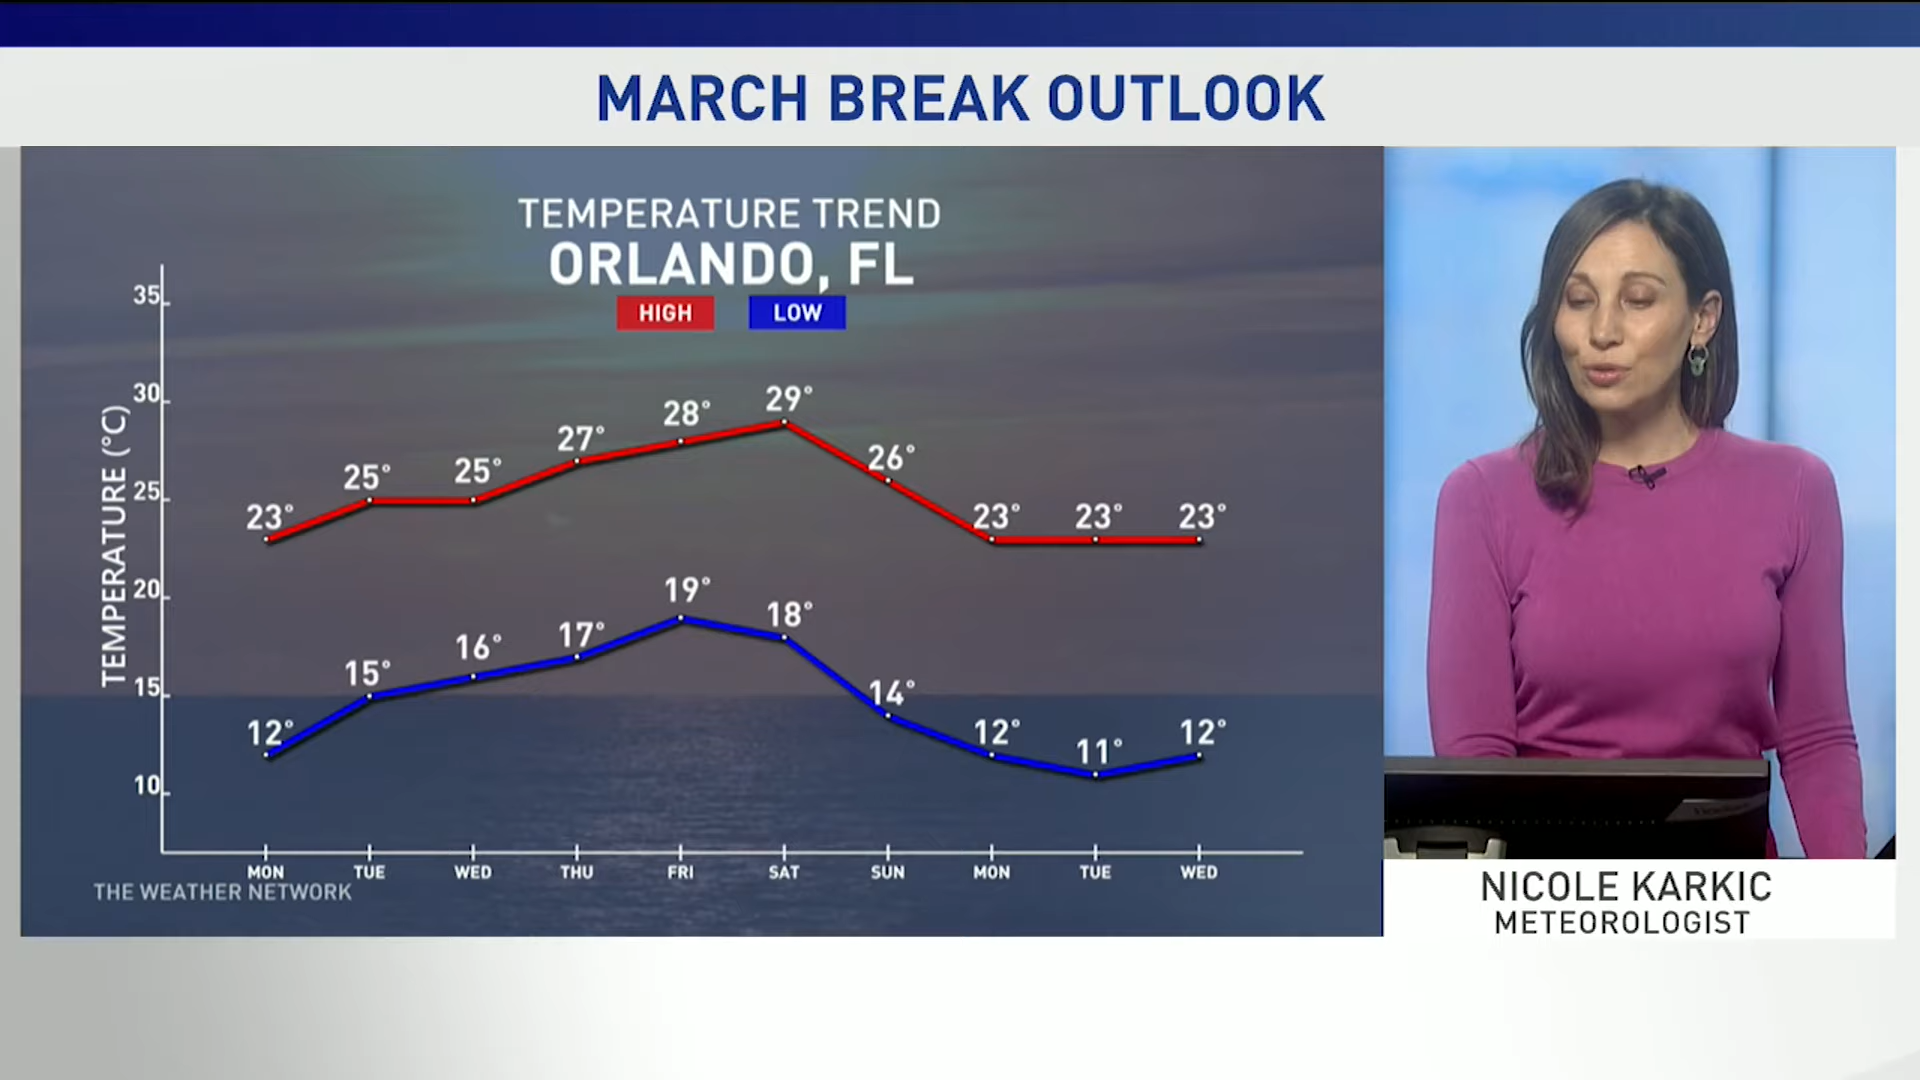 MARCH BREAK OUTLOOK
TEMPERATURE TREND
ORLANDO, FL
HIGH LOW
TEMPERATURE (°C)
35
30
25
20
15
10
23° 25° 25° 27° 28° 29° 26° 23° 23° 23°
12° 15° 16° 17° 19° 18° 14° 12° 11° 12°
MON TUE WED THU FRI SAT SUN MON TUE WED
THE WEATHER NETWORK
NICOLE KARKIC
METEOROLOGIST